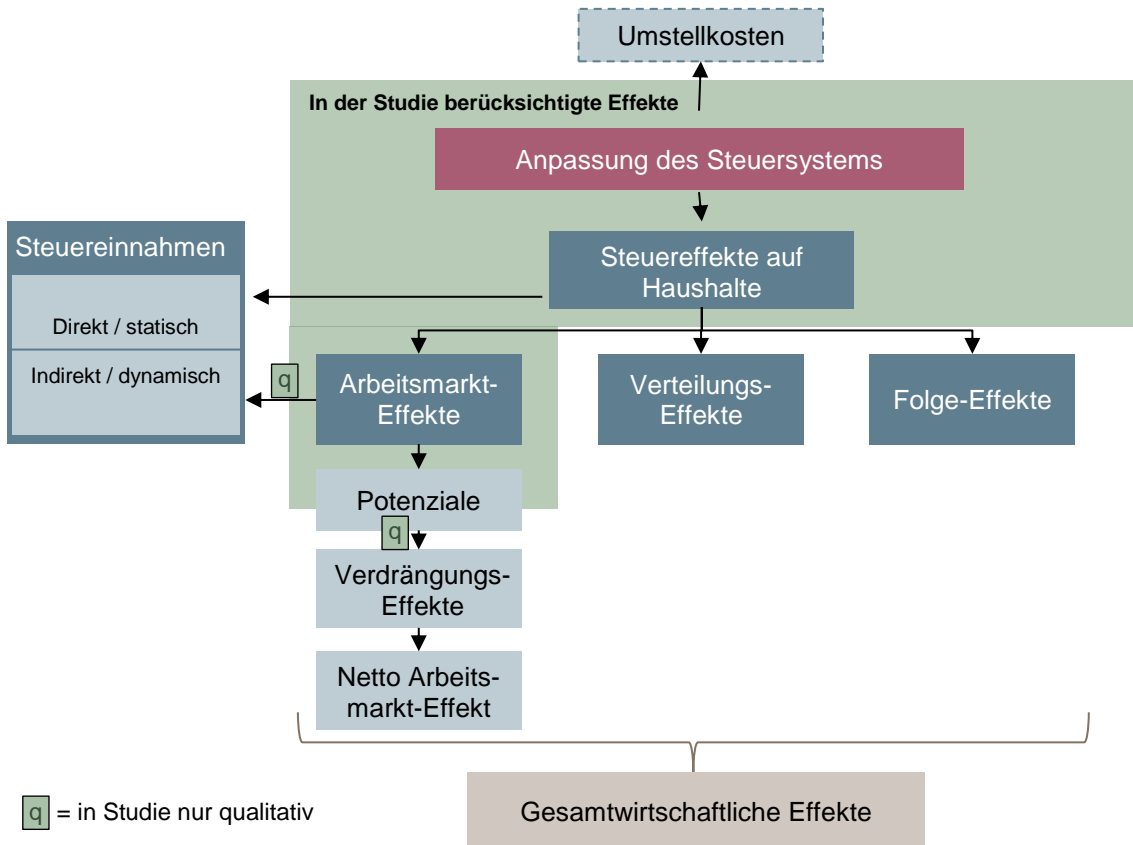 Umstellkosten
In der Studie berücksichtigte Effekte
Anpassung des Steuersystems
Steuereinnahmen
Steuereffekte auf
Haushalte
Direkt / statisch
Indirekt / dynamisch
q
Arbeitsmarkt-
Effekte
Verteilungs-
Effekte
Folge-Effekte
Potenziale
q
Verdrängungs-
Effekte
Netto Arbeits-
markt-Effekt
q = in Studie nur qualitativ
Gesamtwirtschaftliche Effekte